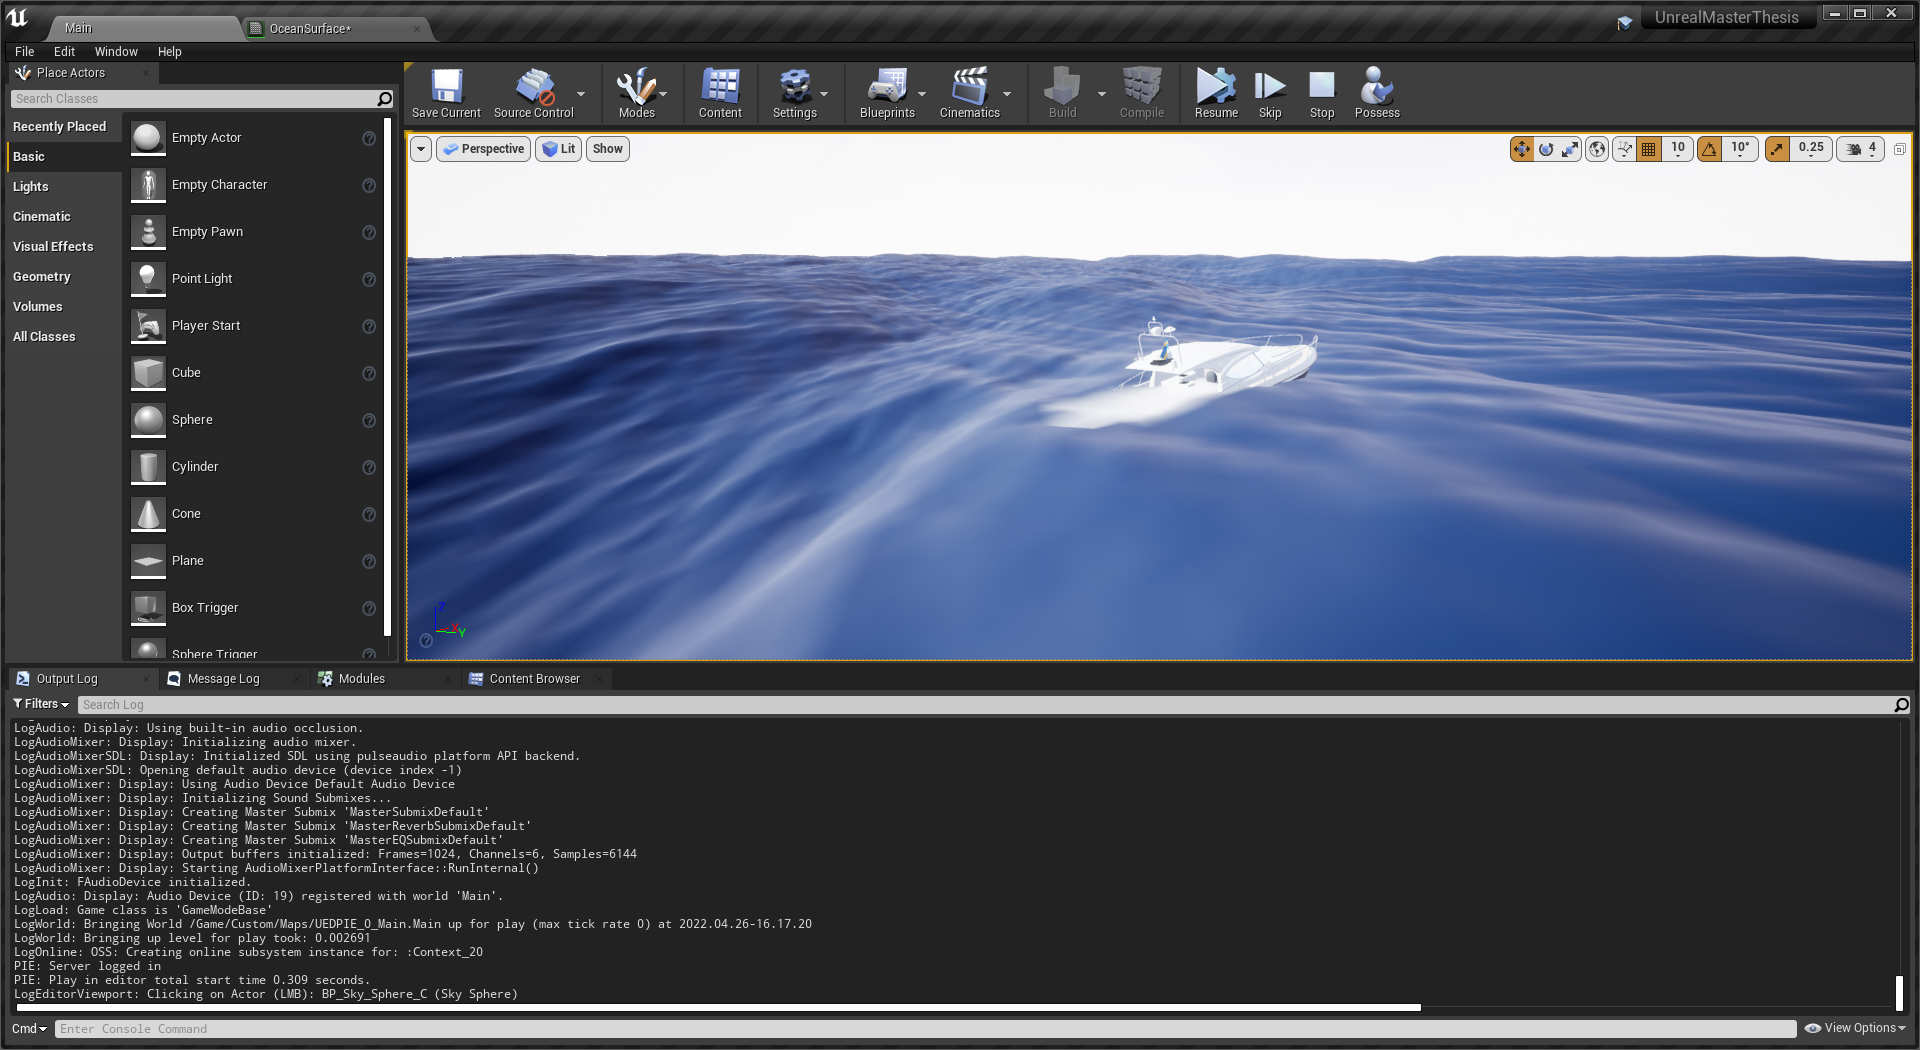 Main
OceanSurface*
UnrealMasterThesis
File Edit Window Help
Place Actors
Search Classes
Recently Placed
Basic
Lights
Cinematic
Visual Effects
Geometry
Volumes
All Classes
Empty Actor
Empty Character
Empty Pawn
Point Light
Player Start
Cube
Sphere
Cylinder
Cone
Plane
Box Trigger
Sphere Trigger
Save Current
Source Control
Modes
Content
Settings
Blueprints
Cinematics
Build
Compile
Resume
Skip
Stop
Possess
Perspective
Lit
Show
10
10°
0.25
4
Z
X
Y
Output Log
Message Log
Modules
Content Browser
Filters
Search Log
LogAudio: Display: Using built-in audio occlusion.
LogAudioMixer: Display: Initializing audio mixer.
LogAudioMixerSDL: Display: Initialized SDL using pulseaudio platform API backend.
LogAudioMixerSDL: Opening default audio device (device index -1)
LogAudioMixer: Display: Using Audio Device Default Audio Device
LogAudioMixer: Display: Initializing Sound Submixes...
LogAudioMixer: Display: Creating Master Submix 'MasterSubmixDefault'
LogAudioMixer: Display: Creating Master Submix 'MasterReverbSubmixDefault'
LogAudioMixer: Display: Creating Master Submix 'MasterEQSubmixDefault'
LogAudioMixer: Display: Output buffers initialized: Frames=1024, Channels=6, Samples=6144
LogAudioMixer: Display: Starting AudioMixerPlatformInterface::RunInternal()
LogInit: FAudioDevice initialized.
LogAudio: Display: Audio Device (ID: 19) registered with world 'Main'.
LogLoad: Game class is 'GameModeBase'
LogWorld: Bringing World /Game/Custom/Maps/UEDPIE_0_Main.Main up for play (max tick rate 0) at 2022.04.26-16.17.20
LogWorld: Bringing up level for play took: 0.002691
LogOnline: OSS: Creating online subsystem instance for: :Context_20
PIE: Server logged in
PIE: Play in editor total start time 0.309 seconds.
LogEditorViewport: Clicking on Actor (LMB): BP_Sky_Sphere_C (Sky Sphere)
Cmd
Enter Console Command
View Options